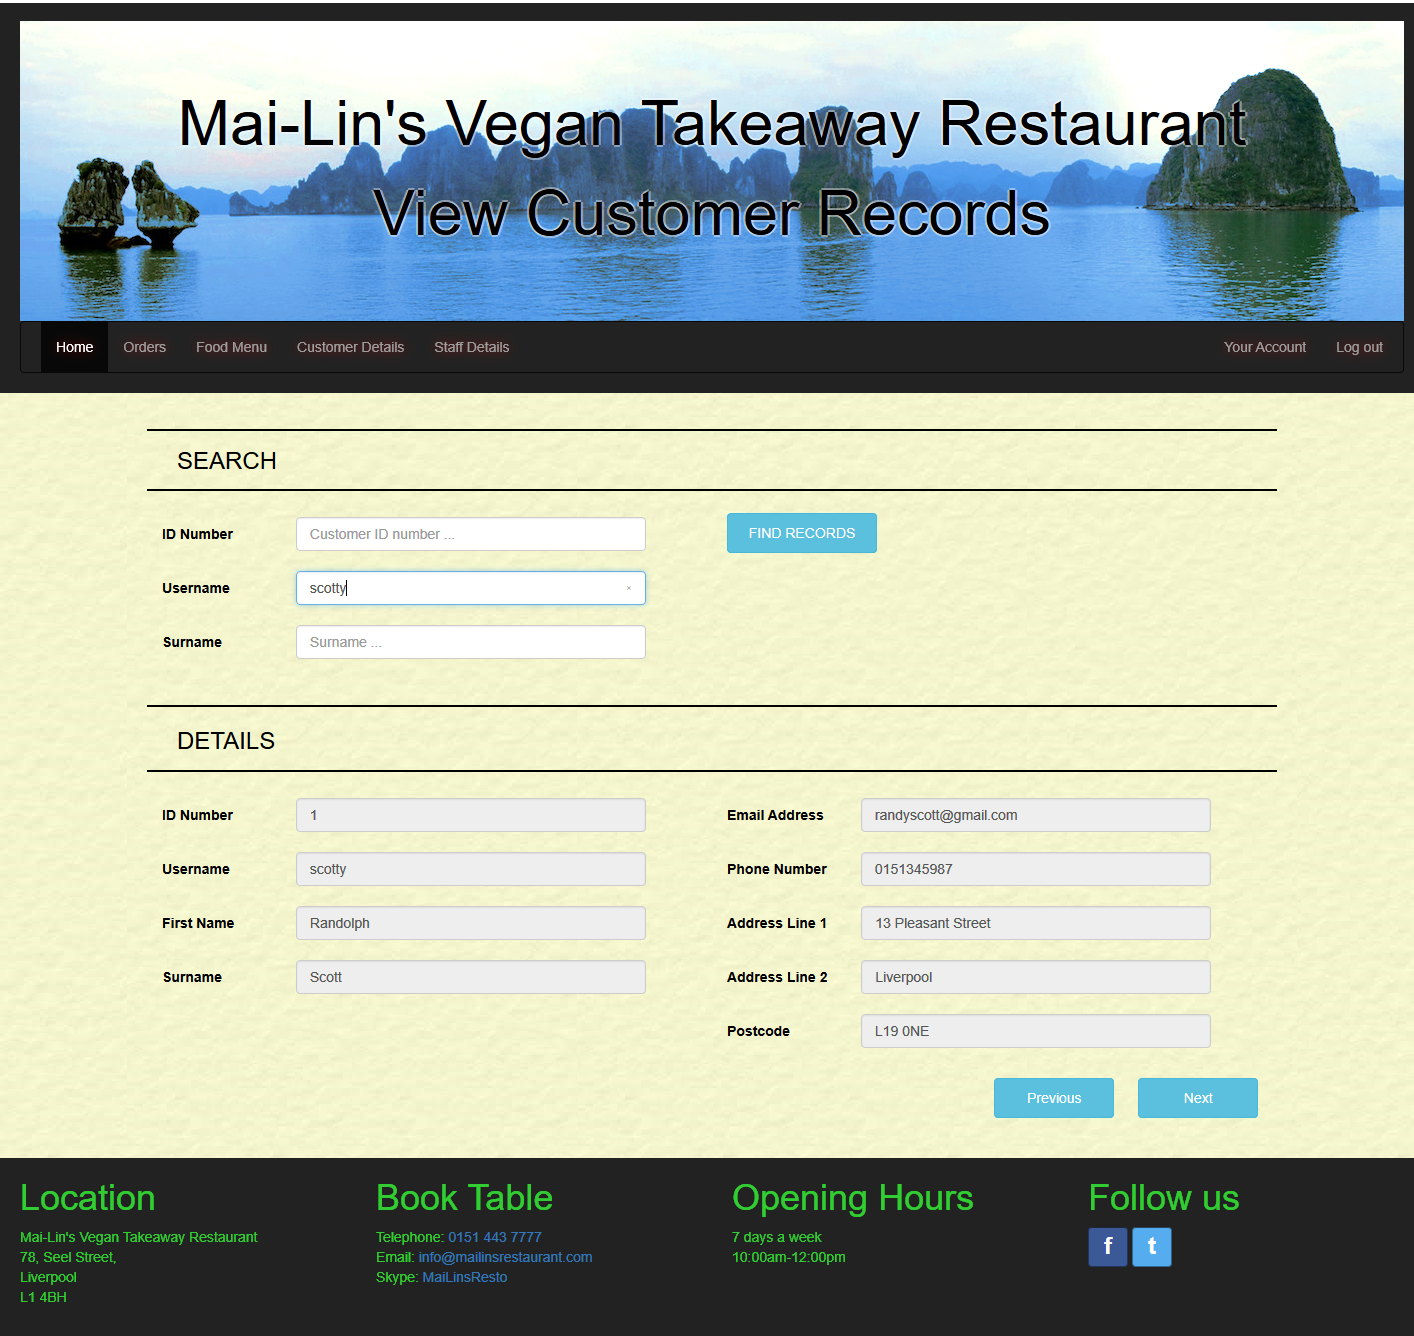 Mai-Lin's Vegan Takeaway Restaurant
View Customer Records
Home Orders Food Menu Customer Details Staff Details Your Account Log out
SEARCH
ID Number Customer ID number ... FIND RECORDS
Username scotty ×
Surname Surname ...
DETAILS
ID Number 1 Email Address randyscott@gmail.com
Username scotty Phone Number 0151345987
First Name Randolph Address Line 1 13 Pleasant Street
Surname Scott Address Line 2 Liverpool
Postcode L19 0NE
Previous Next
Location
Mai-Lin's Vegan Takeaway Restaurant
78, Seel Street,
Liverpool
L1 4BH
Book Table
Telephone: 0151 443 7777
Email: info@mailinsrestaurant.com
Skype: MaiLinsResto
Opening Hours
7 days a week
10:00am-12:00pm
Follow us
f t